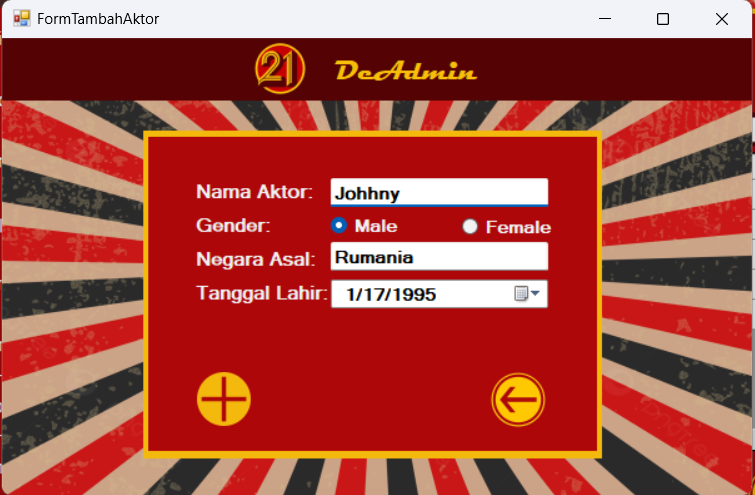 FormTambahAktor
21 DeAdmin
Nama Aktor: Johhny
Gender: Male Female
Negara Asal: Rumania
Tanggal Lahir: 1/17/1995